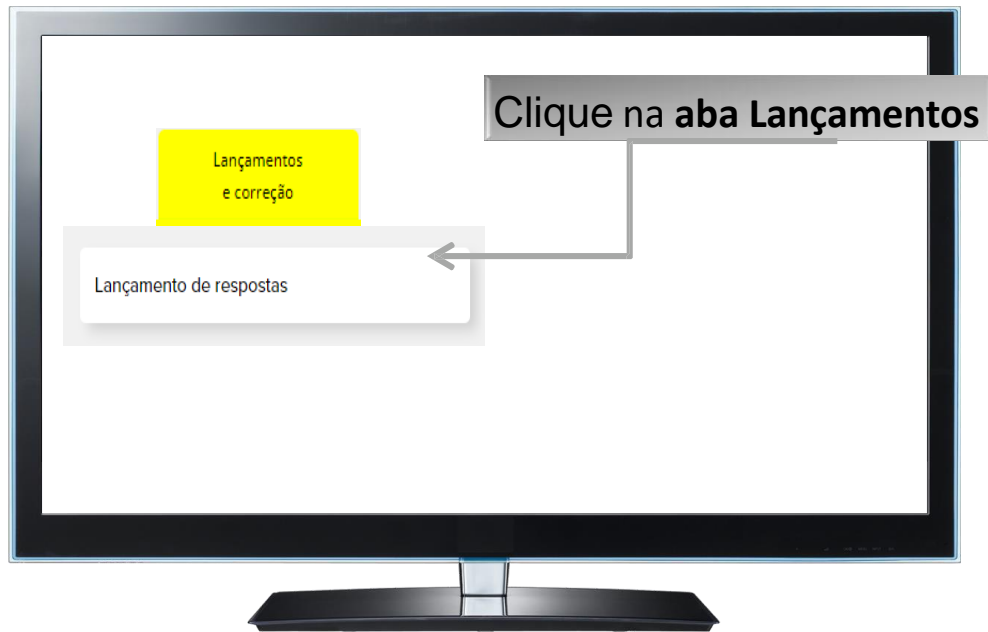 Clique na aba Lançamentos
Lançamentos
e correção
Lançamento de respostas